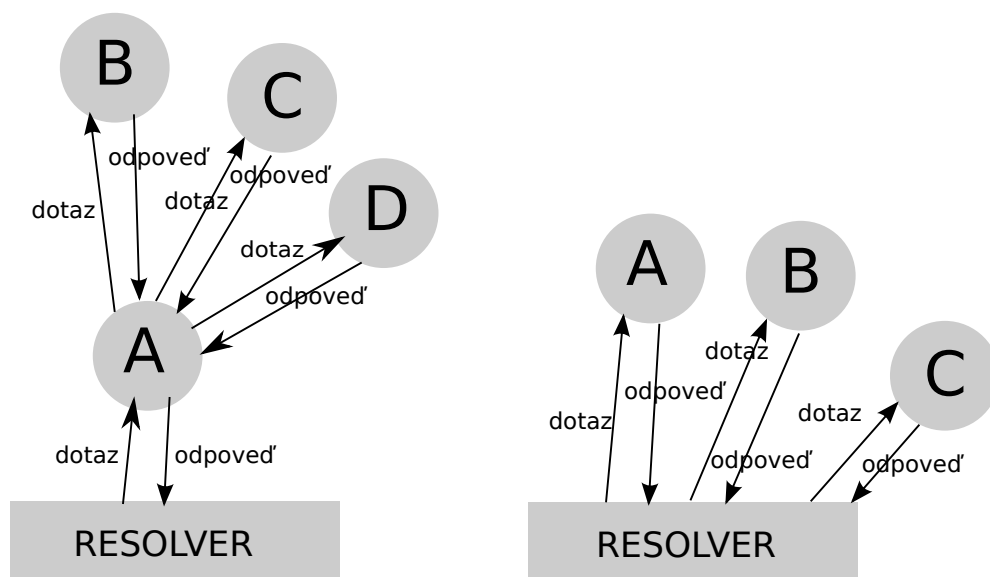 B
C
odpoveď
odpoveď
dotaz
dotaz
D
dotaz
odpoveď
A
dotaz
odpoveď
RESOLVER
A
B
C
dotaz
odpoveď
dotaz
dotaz
odpoveď
odpoveď
RESOLVER